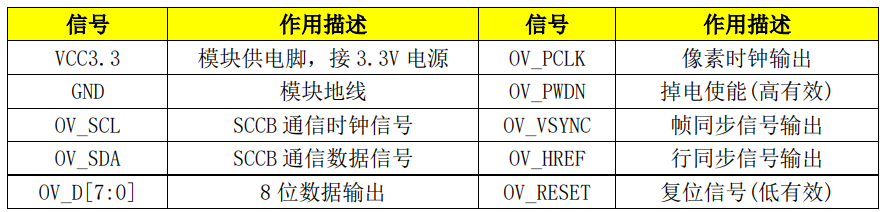 信号 作用描述 信号 作用描述
VCC3.3 模块供电脚，接 3.3V 电源 OV_PCLK 像素时钟输出
GND 模块地线 OV_PWDN 掉电使能(高有效)
OV_SCL SCCB 通信时钟信号 OV_VSYNC 帧同步信号输出
OV_SDA SCCB 通信数据信号 OV_HREF 行同步信号输出
OV_D[7:0] 8 位数据输出 OV_RESET 复位信号(低有效)